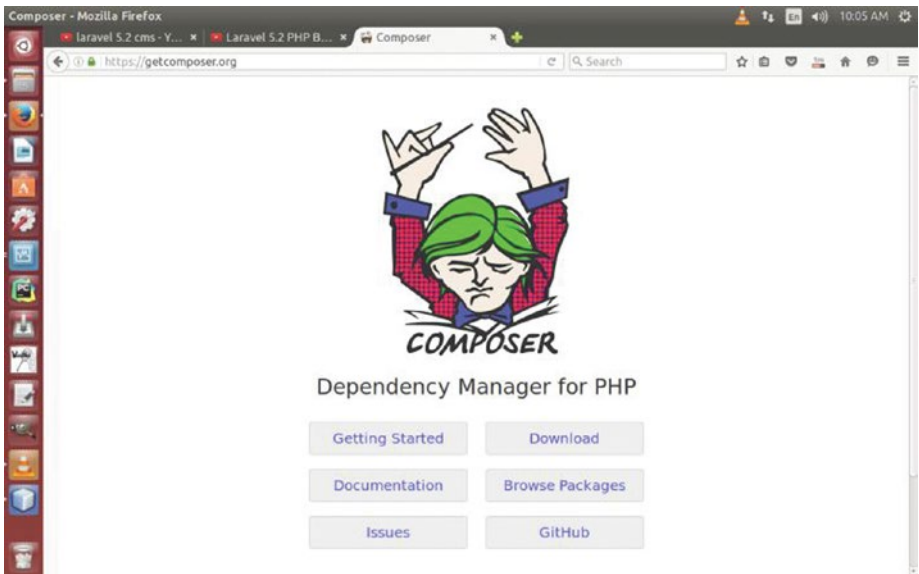 Composer - Mozilla Firefox
En
10:05 AM
laravel 5.2 cms - Y...
Laravel 5.2 PHP B...
Composer
https://getcomposer.org
Search
COMPOSER
Dependency Manager for PHP
Getting Started
Download
Documentation
Browse Packages
Issues
GitHub